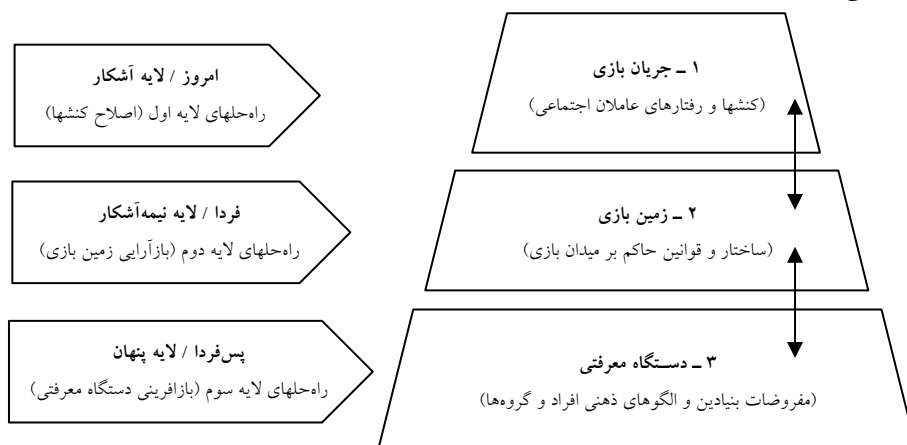 ۱ ـ جریان بازی
(کنشها و رفتارهای عاملان اجتماعی)
امروز / لایه آشکار
راه‌حلهای لایه اول (اصلاح کنشها)
۲ ـ زمین بازی
(ساختار و قوانین حاکم بر میدان بازی)
فردا / لایه نیمه‌آشکار
راه‌حلهای لایه دوم (بازآرایی زمین بازی)
۳ ـ دستگاه معرفتی
(مفروضات بنیادین و الگوهای ذهنی افراد و گروه‌ها)
پس‌فردا / لایه پنهان
راه‌حلهای لایه سوم (بازافرینی دستگاه معرفتی)